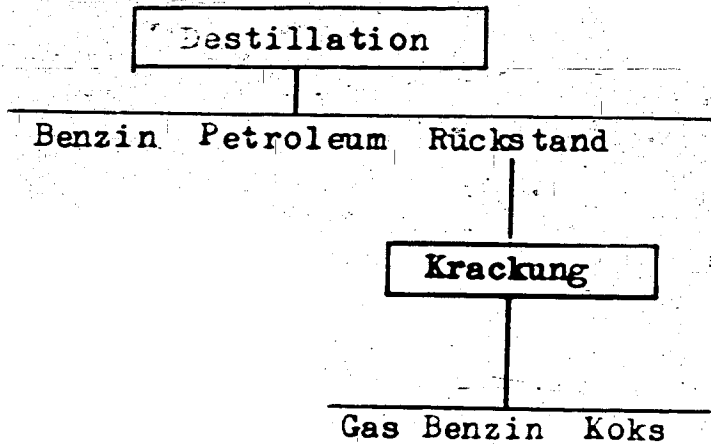 Destillation
Benzin Petroleum Rückstand
Krackung
Gas Benzin Koks